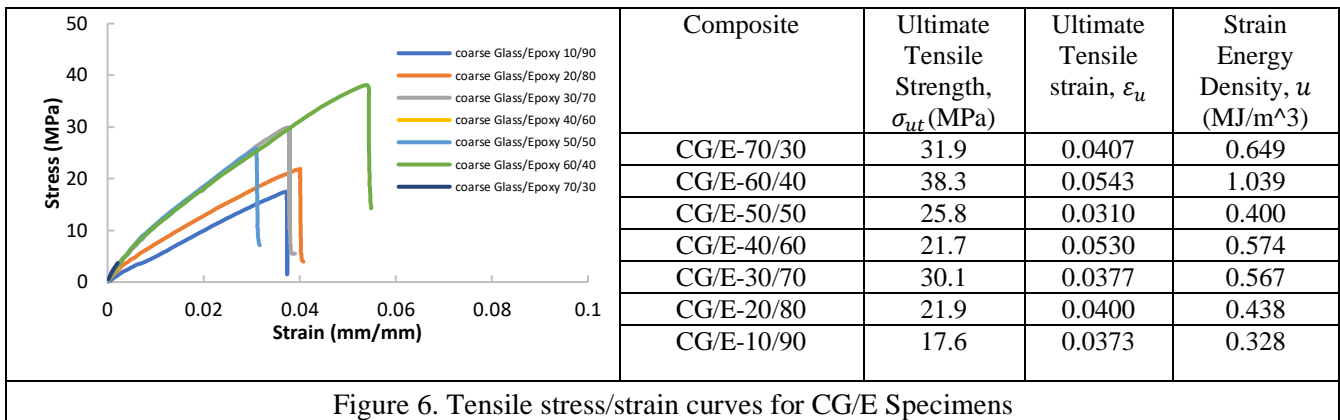 50
40
30
20
10
0
Stress (MPa)
0 0.02 0.04 0.06 0.08 0.1
Strain (mm/mm)
coarse Glass/Epoxy 10/90
coarse Glass/Epoxy 20/80
coarse Glass/Epoxy 30/70
coarse Glass/Epoxy 40/60
coarse Glass/Epoxy 50/50
coarse Glass/Epoxy 60/40
coarse Glass/Epoxy 70/30
Composite
Ultimate
Tensile
Strength,
σ_{ut}(MPa)
Ultimate
Tensile
strain, ε_u
Strain
Energy
Density, u
(MJ/m^3)
CG/E-70/30 31.9 0.0407 0.649
CG/E-60/40 38.3 0.0543 1.039
CG/E-50/50 25.8 0.0310 0.400
CG/E-40/60 21.7 0.0530 0.574
CG/E-30/70 30.1 0.0377 0.567
CG/E-20/80 21.9 0.0400 0.438
CG/E-10/90 17.6 0.0373 0.328
Figure 6. Tensile stress/strain curves for CG/E Specimens